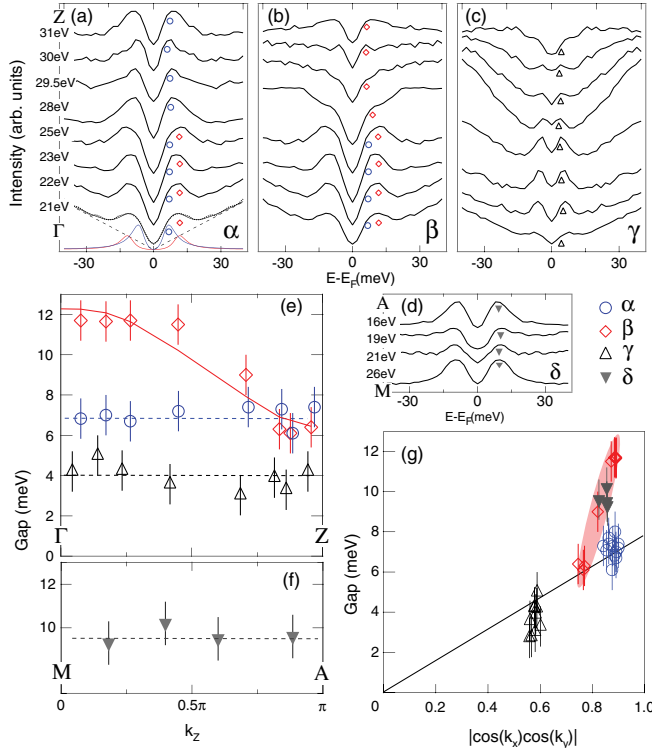 (a)
Z
31eV
30eV
29.5eV
28eV
25eV
23eV
22eV
21eV
Γ
α
Intensity (arb. units)
-30 0 30
(b)
β
-30 0 30
E-E_F(meV)
(c)
γ
-30 0 30
(d)
A
16eV
19eV
21eV
26eV
M
δ
-30 0 30
E-E_F(meV)
α
β
γ
δ
(e)
12
10
8
6
4
2
0
Gap (meV)
Γ
Z
(f)
12
10
8
M
A
0 0.5π π
k_Z
(g)
12
10
8
6
4
2
0
Gap (meV)
0.0 0.2 0.4 0.6 0.8 1.0
|cos(k_x)cos(k_y)|